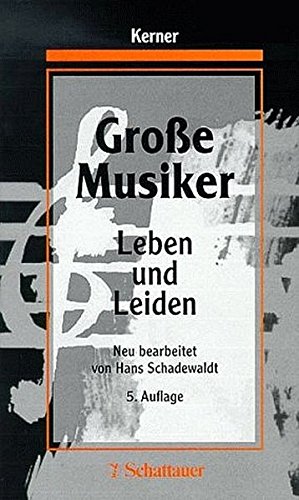 Kerner
Große
Musiker
Leben
und
Leiden
Neu bearbeitet
von Hans Schadewaldt
5. Auflage
Schattauer